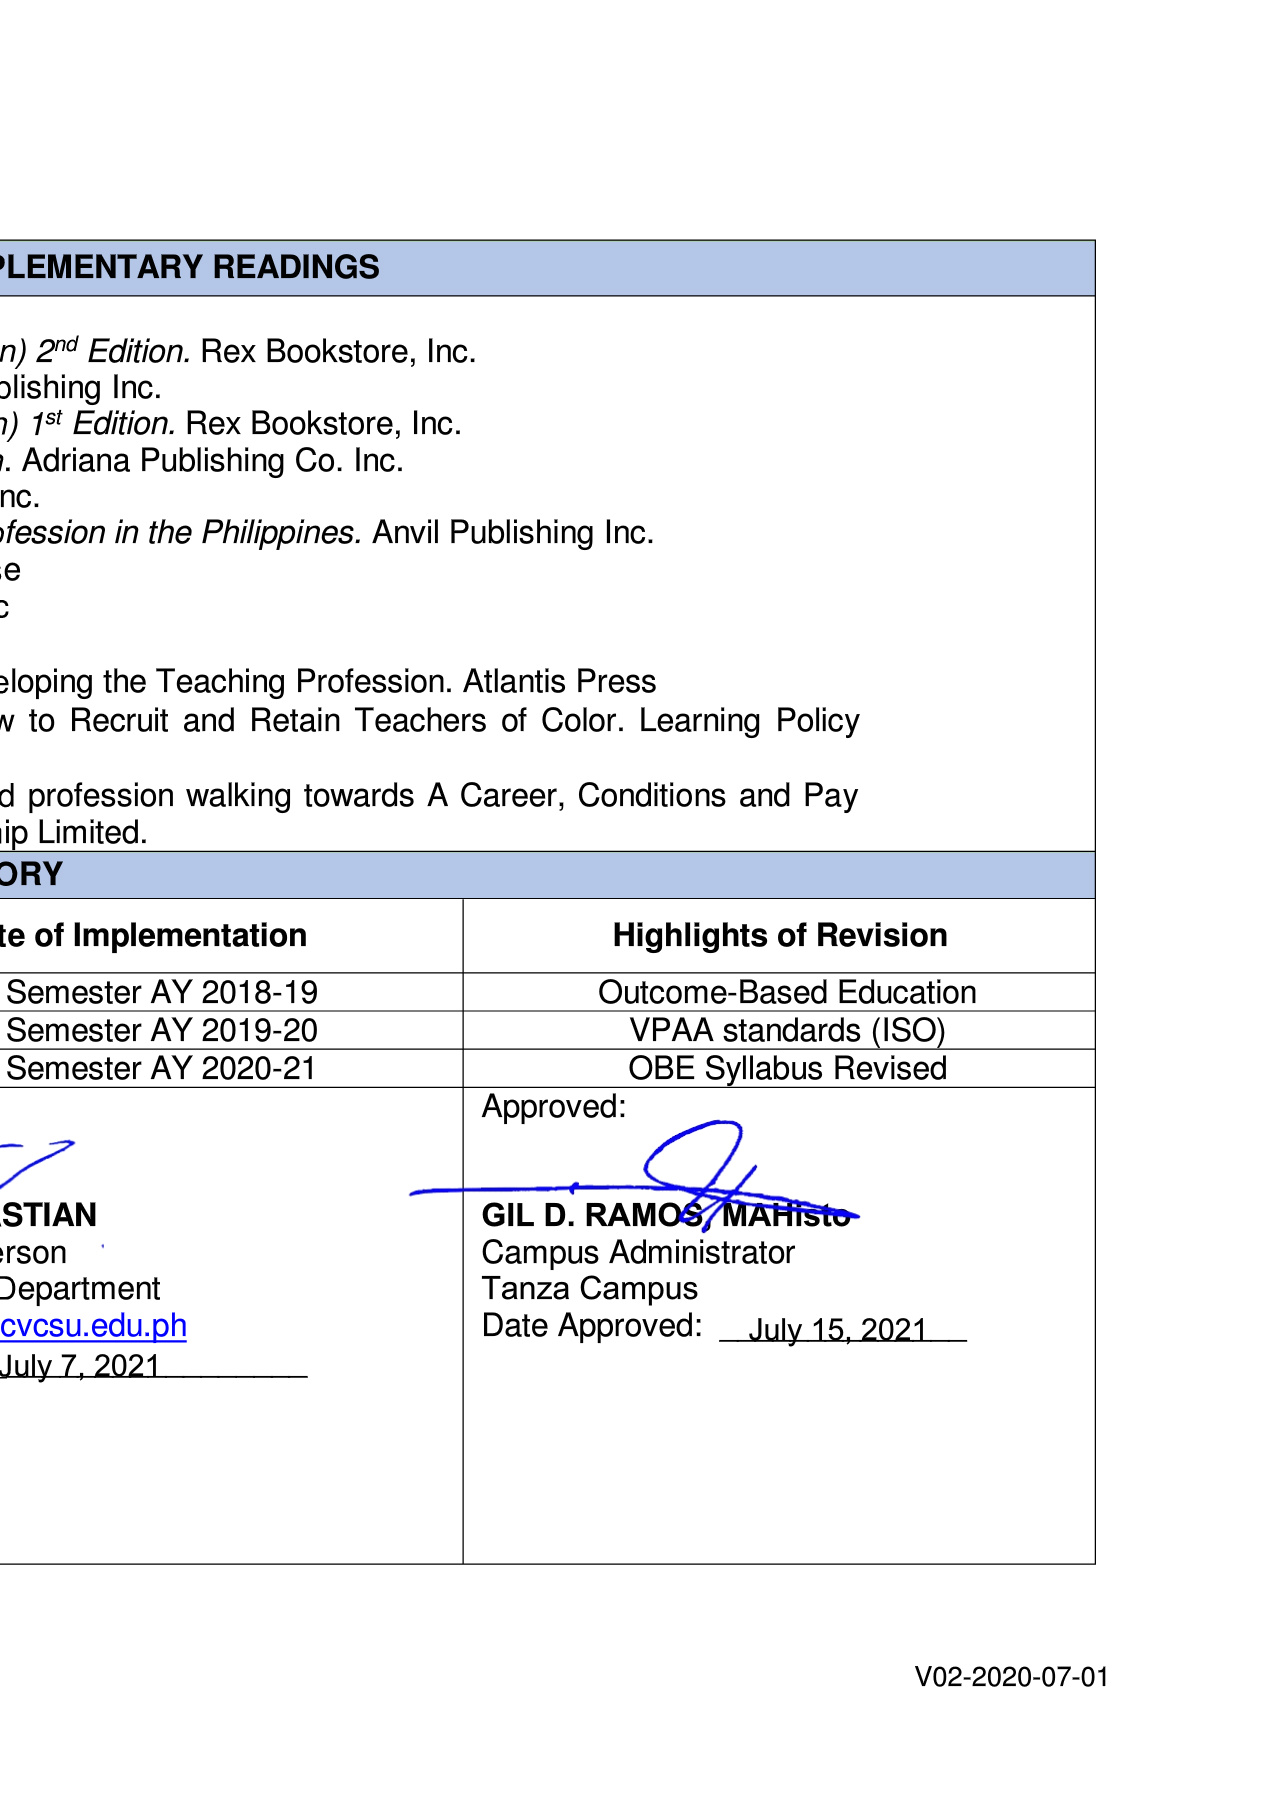 PLEMENTARY READINGS
n) 2nd Edition. Rex Bookstore, Inc.
blishing Inc.
n) 1st Edition. Rex Bookstore, Inc.
n. Adriana Publishing Co. Inc.
nc.
ofession in the Philippines. Anvil Publishing Inc.
se
c
eloping the Teaching Profession. Atlantis Press
w to Recruit and Retain Teachers of Color. Learning Policy
d profession walking towards A Career, Conditions and Pay
hip Limited.
ORY
te of Implementation Highlights of Revision
Semester AY 2018-19 Outcome-Based Education
Semester AY 2019-20 VPAA standards (ISO)
Semester AY 2020-21 OBE Syllabus Revised
ASTIAN
erson
Department
cvcsu.edu.ph
July 7, 2021
Approved:
GIL D. RAMOS, MAHisto
Campus Administrator
Tanza Campus
Date Approved: July 15, 2021
V02-2020-07-01